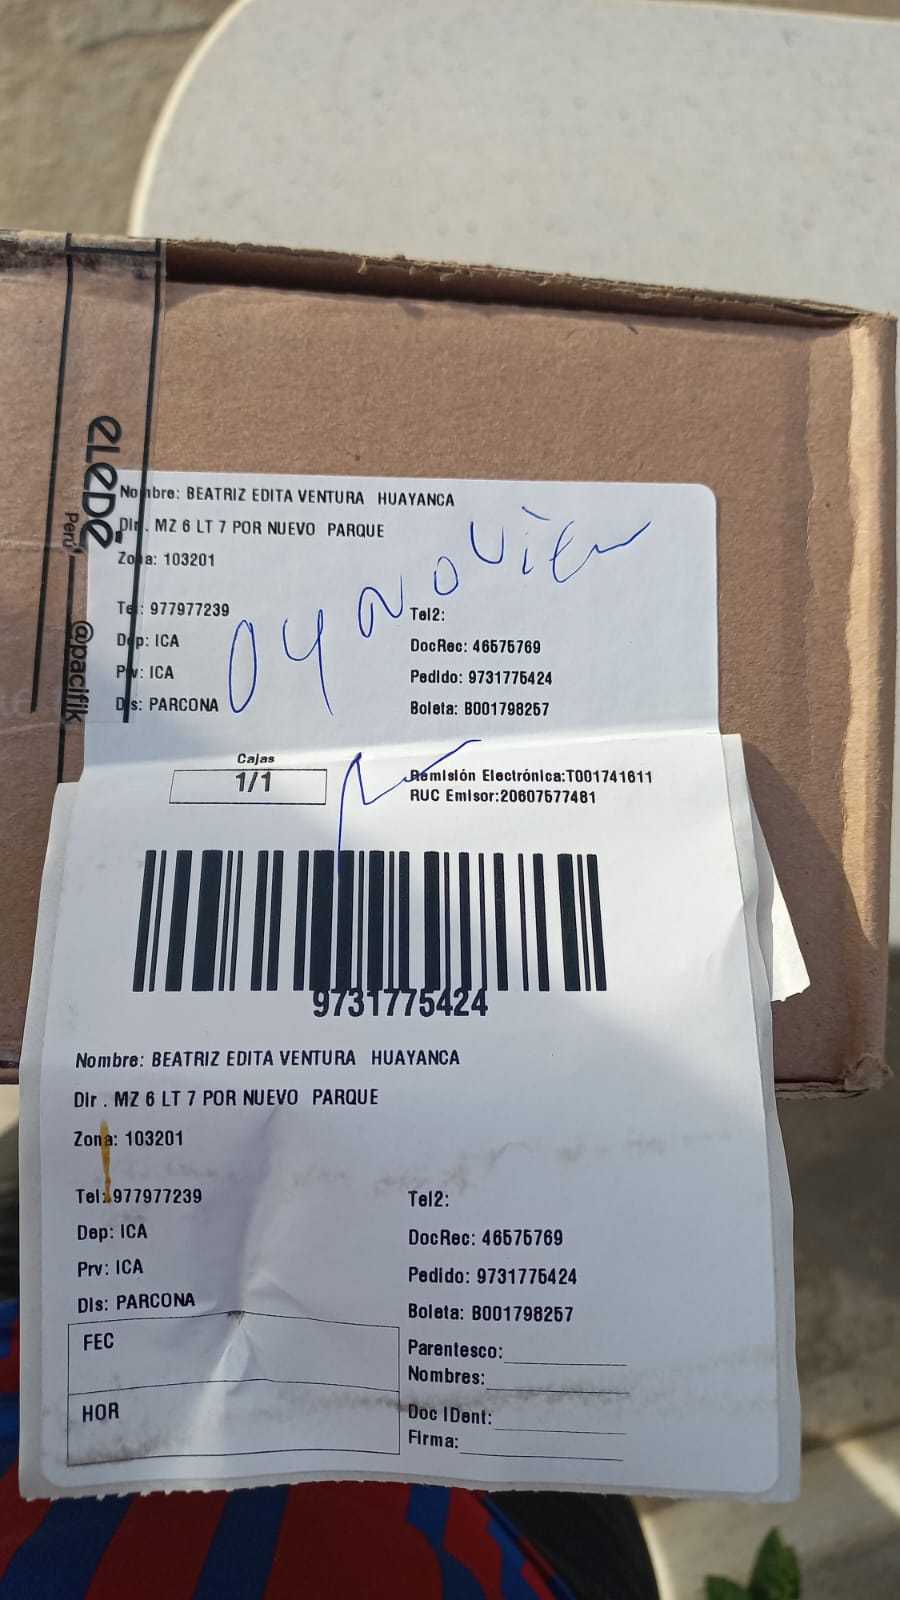 eLeDe
Perú
@pacifik
Nombre: BEATRIZ EDITA VENTURA HUAYANCA
Dir . MZ 6 LT 7 POR NUEVO PARQUE
Zona: 103201
Tel: 977977239
Tel2:
Dep: ICA
DocRec: 46575769
Prv: ICA
Pedido: 9731775424
Dis: PARCONA
Boleta: B001798257
04 NOViem
Cajas
1/1
Remisión Electrónica:T001741611
RUC Emisor:20607577481
9731775424
Nombre: BEATRIZ EDITA VENTURA HUAYANCA
Dir . MZ 6 LT 7 POR NUEVO PARQUE
Zona: 103201
Tel: 977977239
Tel2:
Dep: ICA
DocRec: 46575769
Prv: ICA
Pedido: 9731775424
Dis: PARCONA
Boleta: B001798257
FEC
Parentesco:
Nombres:
HOR
Doc IDent:
Firma: